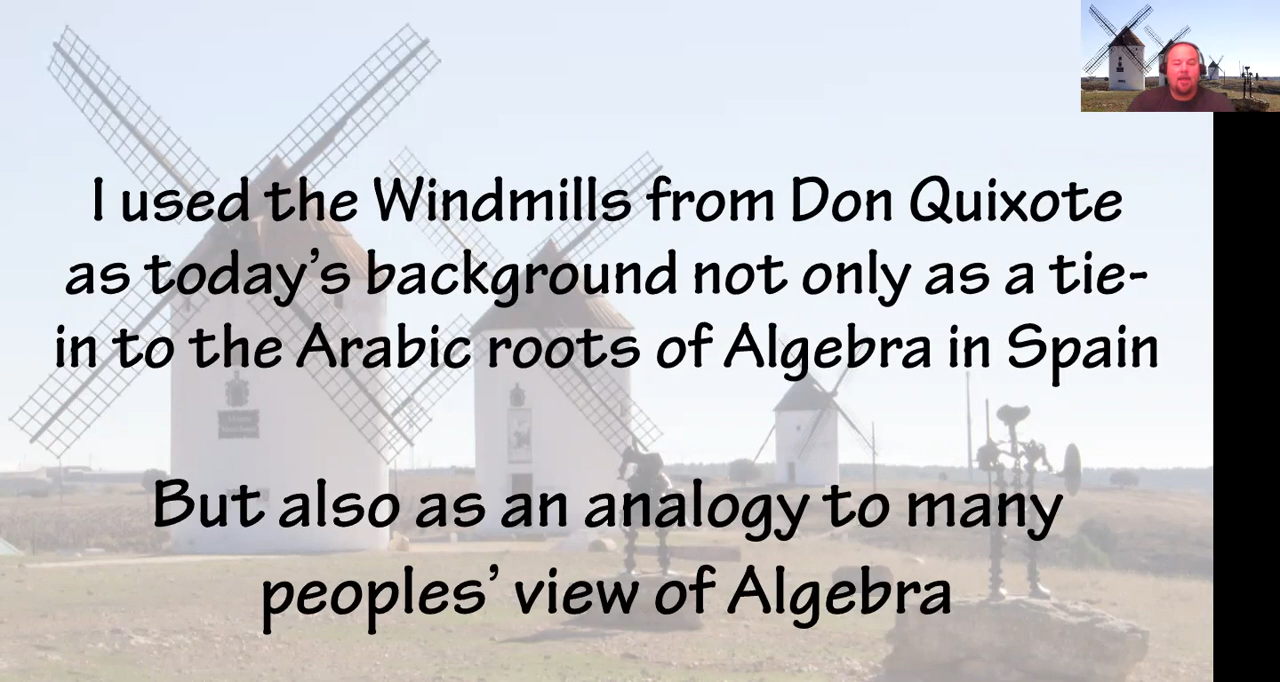 I used the Windmills from Don Quixote
as today's background not only as a tie-
in to the Arabic roots of Algebra in Spain
But also as an analogy to many
peoples' view of Algebra